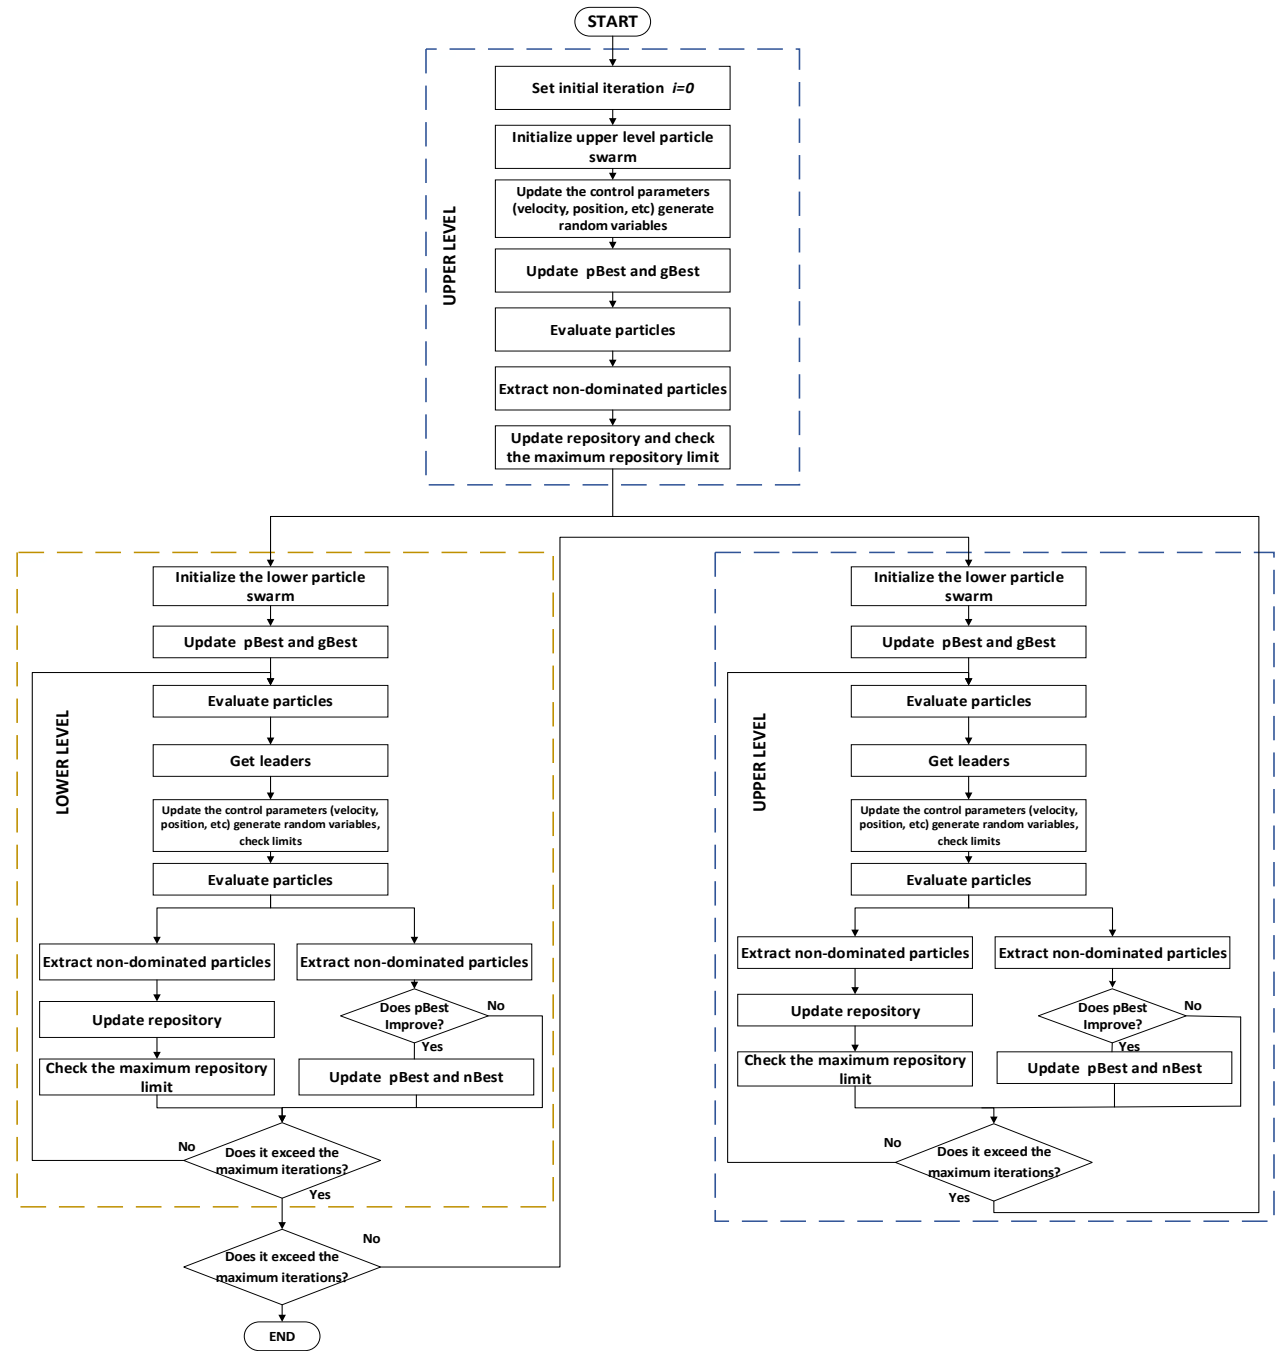 START
Set initial iteration i=0
Initialize upper level particle
swarm
Update the control parameters
(velocity, position, etc) generate
random variables
UPPER LEVEL
Update pBest and gBest
Evaluate particles
Extract non-dominated particles
Update repository and check
the maximum repository limit
Initialize the lower particle
swarm
Update pBest and gBest
Evaluate particles
LOWER LEVEL
Get leaders
Update the control parameters (velocity,
position, etc) generate random variables,
check limits
Evaluate particles
Extract non-dominated particles
Update repository
Check the maximum repository
limit
Extract non-dominated particles
Does pBest
Improve?
No
Yes
Update pBest and nBest
No
Does it exceed the
maximum iterations?
Yes
Does it exceed the
maximum iterations?
No
END
Initialize the lower particle
swarm
Update pBest and gBest
Evaluate particles
UPPER LEVEL
Get leaders
Update the control parameters (velocity,
position, etc) generate random variables,
check limits
Evaluate particles
Extract non-dominated particles
Update repository
Check the maximum repository
limit
Extract non-dominated particles
Does pBest
Improve?
No
Yes
Update pBest and nBest
No
Does it exceed the
maximum iterations?
Yes